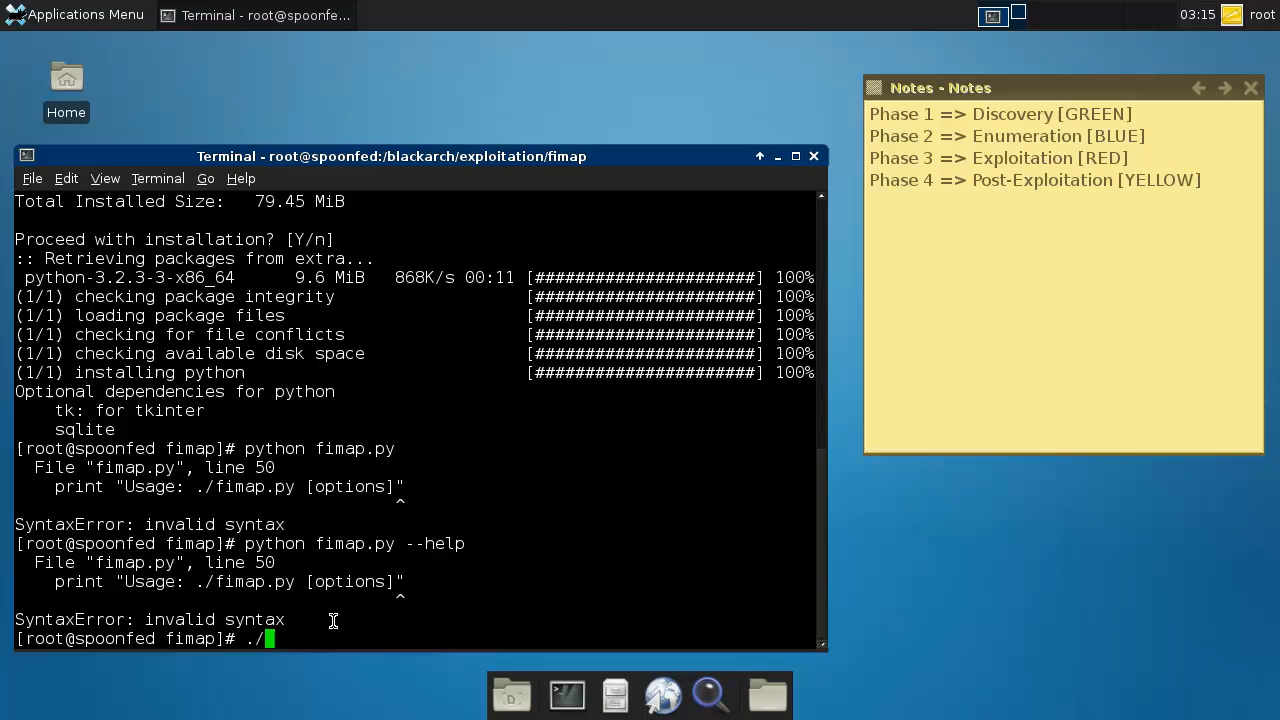 Applications Menu
Terminal - root@spoonfe...
03:15
root
Home
Notes - Notes
Phase 1 => Discovery [GREEN]
Phase 2 => Enumeration [BLUE]
Phase 3 => Exploitation [RED]
Phase 4 => Post-Exploitation [YELLOW]
Terminal - root@spoonfed:/blackarch/exploitation/fimap
File Edit View Terminal Go Help
Total Installed Size:   79.45 MiB
Proceed with installation? [Y/n]
:: Retrieving packages from extra...
python-3.2.3-3-x86_64      9.6 MiB   868K/s 00:11 [######################] 100%
(1/1) checking package integrity                   [######################] 100%
(1/1) loading package files                        [######################] 100%
(1/1) checking for file conflicts                  [######################] 100%
(1/1) checking available disk space                [######################] 100%
(1/1) installing python                            [######################] 100%
Optional dependencies for python
    tk: for tkinter
    sqlite
[root@spoonfed fimap]# python fimap.py
  File "fimap.py", line 50
    print "Usage: ./fimap.py [options]"
                                      ^
SyntaxError: invalid syntax
[root@spoonfed fimap]# python fimap.py --help
  File "fimap.py", line 50
    print "Usage: ./fimap.py [options]"
                                      ^
SyntaxError: invalid syntax
[root@spoonfed fimap]# ./